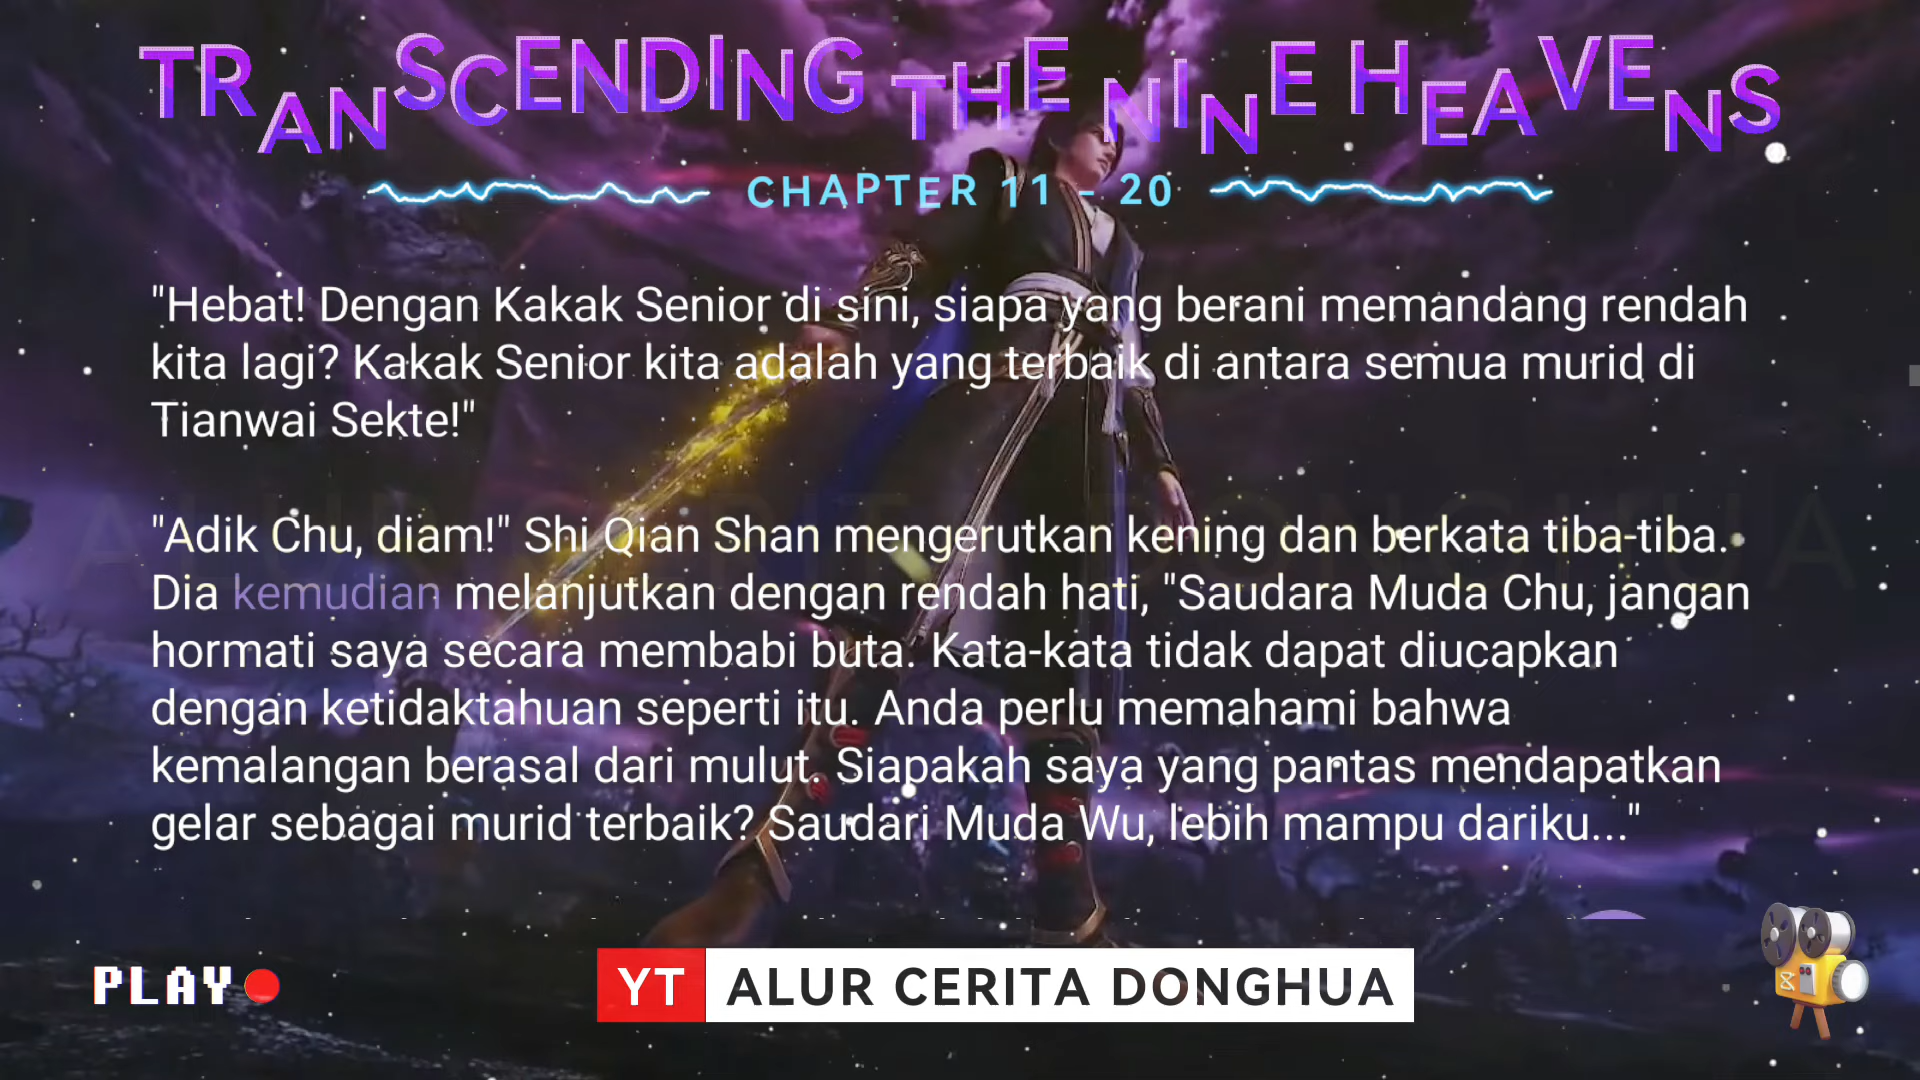 TRANSCENDING THE NINE HEAVENS
CHAPTER 11 - 20
"Hebat! Dengan Kakak Senior di sini, siapa yang berani memandang rendah
kita lagi? Kakak Senior kita adalah yang terbaik di antara semua murid di
Tianwai Sekte!"
"Adik Chu, diam!" Shi Qian Shan mengerutkan kening dan berkata tiba-tiba.
Dia kemudian melanjutkan dengan rendah hati, "Saudara Muda Chu, jangan
hormati saya secara membabi buta. Kata-kata tidak dapat diucapkan
dengan ketidaktahuan seperti itu. Anda perlu memahami bahwa
kemalangan berasal dari mulut. Siapakah saya yang pantas mendapatkan
gelar sebagai murid terbaik? Saudari Muda Wu, lebih mampu dariku..."
ALUR CERITA DONGHUA
PLAY
YT ALUR CERITA DONGHUA